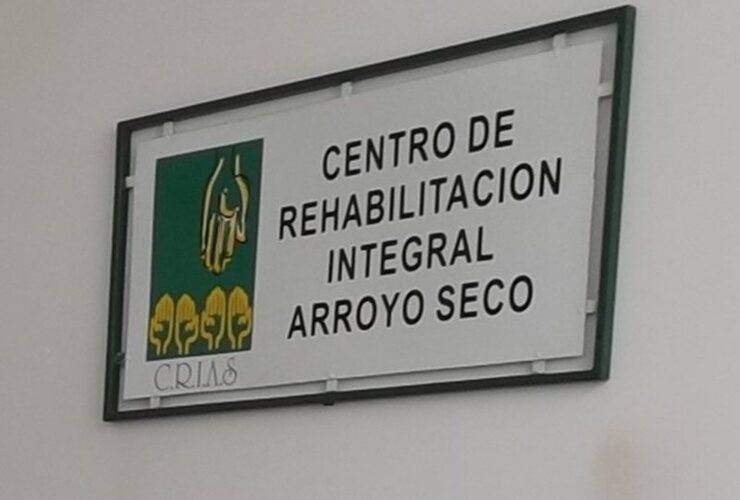 CENTRO DE
REHABILITACION
INTEGRAL
ARROYO SECO
C.R.I.A.S